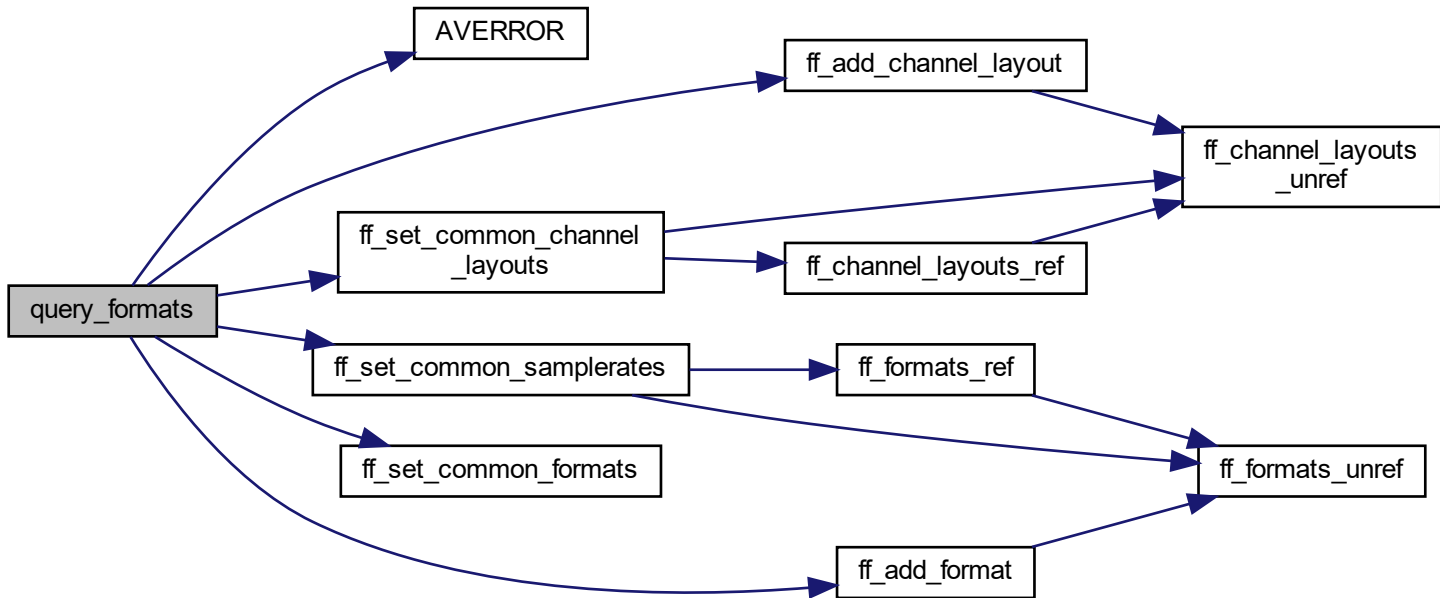 AVERROR
ff_add_channel_layout
ff_channel_layouts
_unref
ff_set_common_channel
_layouts
ff_channel_layouts_ref
query_formats
ff_set_common_samplerates
ff_formats_ref
ff_set_common_formats
ff_formats_unref
ff_add_format